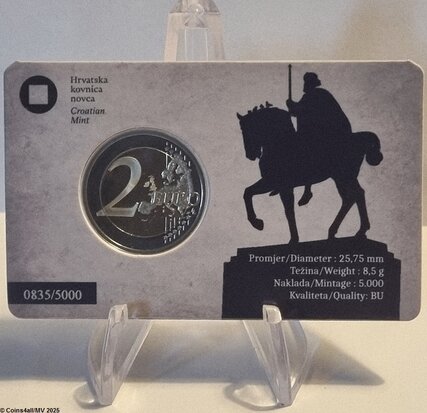 Hrvatska
kovnica
novca
Croatian
Mint
2 EURO
Promjer/Diameter : 25,75 mm
Težina/Weight : 8,5 g
Naklada/Mintage : 5.000
Kvaliteta/Quality: BU
0835/5000
© Coins4all/MV 2025